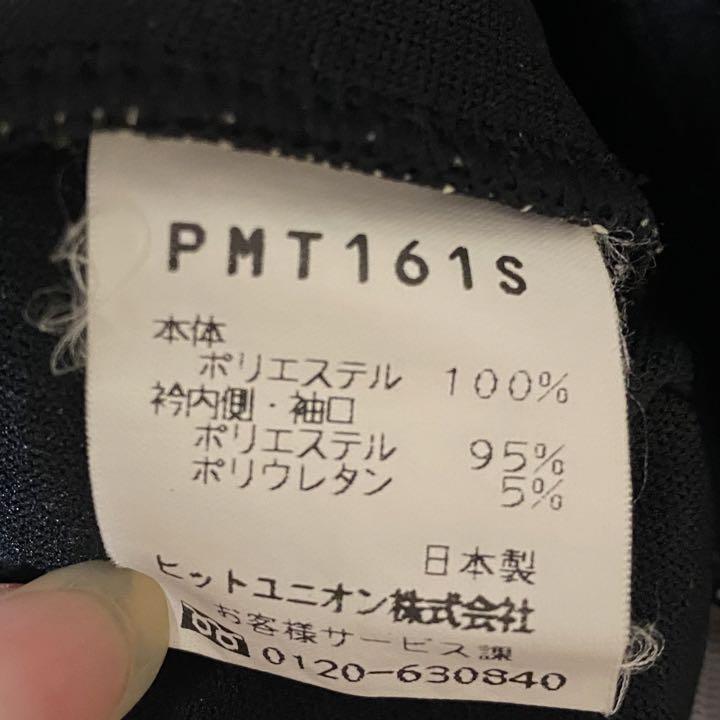 PMT161S
本体
ポリエステル 100%
衿内側・袖口
ポリエステル 95%
ポリウレタン 5%
日本製
ヒットユニオン株式会社
お客様サービス課
0120-630840